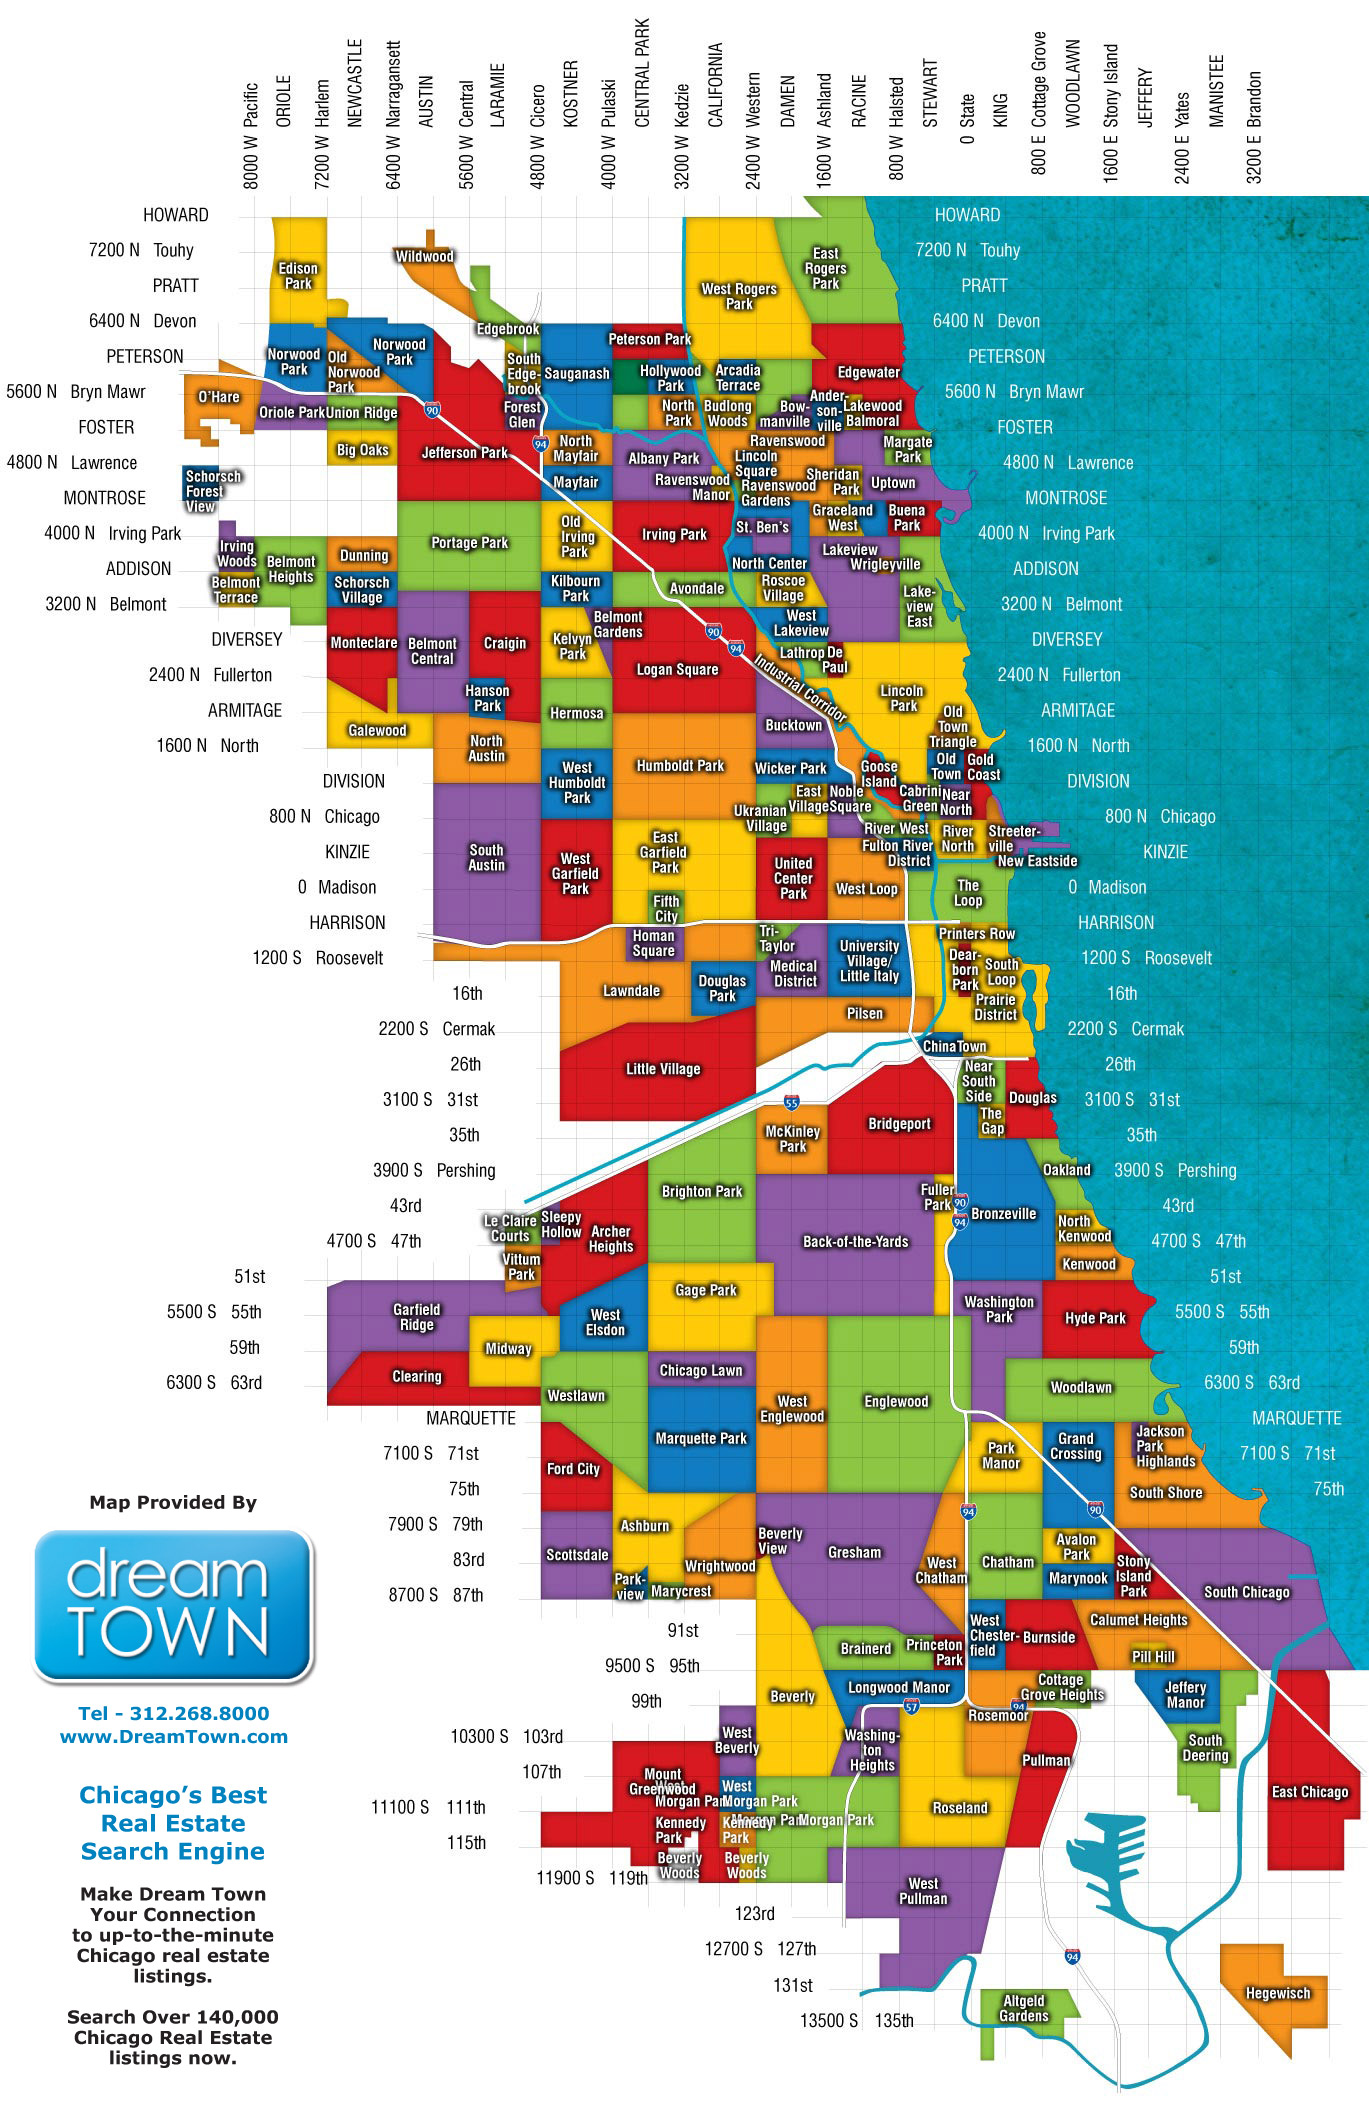 8000 W Pacific
ORIOLE
7200 W Harlem
NEWCASTLE
6400 W Narragansett
AUSTIN
5600 W Central
LARAMIE
4800 W Cicero
KOSTNER
4000 W Pulaski
CENTRAL PARK
3200 W Kedzie
CALIFORNIA
2400 W Western
DAMEN
1600 W Ashland
RACINE
800 W Halsted
STEWART
0 State
KING
800 E Cottage Grove
WOODLAWN
1600 E Stony Island
JEFFERY
2400 E Yates
MANISTEE
3200 E Brandon
HOWARD
7200 N Touhy
PRATT
6400 N Devon
PETERSON
5600 N Bryn Mawr
FOSTER
4800 N Lawrence
MONTROSE
4000 N Irving Park
ADDISON
3200 N Belmont
DIVERSEY
2400 N Fullerton
ARMITAGE
1600 N North
DIVISION
800 N Chicago
KINZIE
0 Madison
HARRISON
1200 S Roosevelt
16th
2200 S Cermak
26th
3100 S 31st
35th
3900 S Pershing
43rd
4700 S 47th
51st
5500 S 55th
59th
6300 S 63rd
MARQUETTE
7100 S 71st
75th
7900 S 79th
83rd
8700 S 87th
91st
9500 S 95th
99th
10300 S 103rd
107th
11100 S 111th
115th
11900 S 119th
123rd
12700 S 127th
131st
13500 S 135th
HOWARD
7200 N Touhy
PRATT
6400 N Devon
PETERSON
5600 N Bryn Mawr
FOSTER
4800 N Lawrence
MONTROSE
4000 N Irving Park
ADDISON
3200 N Belmont
DIVERSEY
2400 N Fullerton
ARMITAGE
1600 N North
DIVISION
800 N Chicago
KINZIE
0 Madison
HARRISON
1200 S Roosevelt
16th
2200 S Cermak
26th
3100 S 31st
35th
3900 S Pershing
43rd
4700 S 47th
51st
5500 S 55th
59th
6300 S 63rd
MARQUETTE
7100 S 71st
75th
Edison
Park
Wildwood
Edgebrook
West Rogers
Park
East
Rogers
Park
Norwood
Park
Old
Norwood
Park
Norwood
Park
South
Edge-
brook
Sauganash
Peterson Park
Hollywood
Park
Arcadia
Terrace
Edgewater
O'Hare
Oriole Park
Union Ridge
90
Forest
Glen
94
North
Park
Budlong
Woods
Bow-
manville
Ander-
son-
ville
Lakewood
Balmoral
Big Oaks
Jefferson Park
North
Mayfair
Mayfair
Albany Park
Ravenswood
Manor
Ravenswood
Lincoln
Square
Ravenswood
Gardens
Sheridan
Park
Margate
Park
Uptown
Schorsch
Forest
View
Irving
Woods
Belmont
Terrace
Belmont
Heights
Dunning
Schorsch
Village
Portage Park
Old
Irving
Park
Irving Park
St. Ben's
Graceland
West
Buena
Park
Kilbourn
Park
Avondale
North Center
Roscoe
Village
Lakeview
Wrigleyville
Lake-
view
East
Monteclare
Belmont
Central
Craigin
Kelvyn
Park
Belmont
Gardens
90
94
West
Lakeview
Lathrop
De
Paul
Logan Square
Industrial Corridor
Hanson
Park
Hermosa
Bucktown
Lincoln
Park
Old
Town
Triangle
Galewood
North
Austin
West
Humboldt
Park
Humboldt Park
Wicker Park
Goose
Island
Old
Town
Gold
Coast
East
Village
Noble
Square
Cabrini
Green
Near
North
Ukranian
Village
South
Austin
West
Garfield
Park
East
Garfield
Park
River West
Fulton River
District
River
North
Streeter-
ville
New Eastside
United
Center
Park
West Loop
The
Loop
Fifth
City
Homan
Square
Tri-
Taylor
Medical
District
University
Village/
Little Italy
Printers Row
Dear-
born
Park
South
Loop
Prairie
District
Lawndale
Douglas
Park
Pilsen
Little Village
ChinaTown
Near
South
Side
Douglas
The
Gap
55
McKinley
Park
Bridgeport
Brighton Park
Oakland
Fuller
Park
90
94
Bronzeville
Le Claire
Courts
Sleepy
Hollow
Archer
Heights
Back-of-the-Yards
North
Kenwood
Kenwood
Vittum
Park
Gage Park
Garfield
Ridge
West
Elsdon
Washington
Park
Hyde Park
Midway
Clearing
Chicago Lawn
Westlawn
West
Englewood
Englewood
Woodlawn
Marquette Park
Park
Manor
Grand
Crossing
Jackson
Park
Highlands
Ford City
South Shore
94
90
Ashburn
Beverly
View
Gresham
Scottsdale
Wrightwood
West
Chatham
Chatham
Avalon
Park
Marynook
Stony
Island
Park
Park-
view
Marycrest
South Chicago
Calumet Heights
West
Chester-
field
Burnside
Brainerd
Princeton
Park
Pill Hill
Beverly
Longwood Manor
57
94
Rosemoor
Cottage
Grove Heights
Jeffery
Manor
West
Beverly
Washing-
ton
Heights
Pullman
South
Deering
Mount
Greenwood
West
Morgan Park
West
Morgan Park
Morgan Park
Morgan Park
Roseland
East Chicago
Kennedy
Park
Kennedy
Park
Beverly
Woods
Beverly
Woods
West
Pullman
94
Altgeld
Gardens
Hegewisch
Map Provided By
dream
TOWN
Tel - 312.268.8000
www.DreamTown.com
Chicago's Best
Real Estate
Search Engine
Make Dream Town
Your Connection
to up-to-the-minute
Chicago real estate
listings.
Search Over 140,000
Chicago Real Estate
listings now.